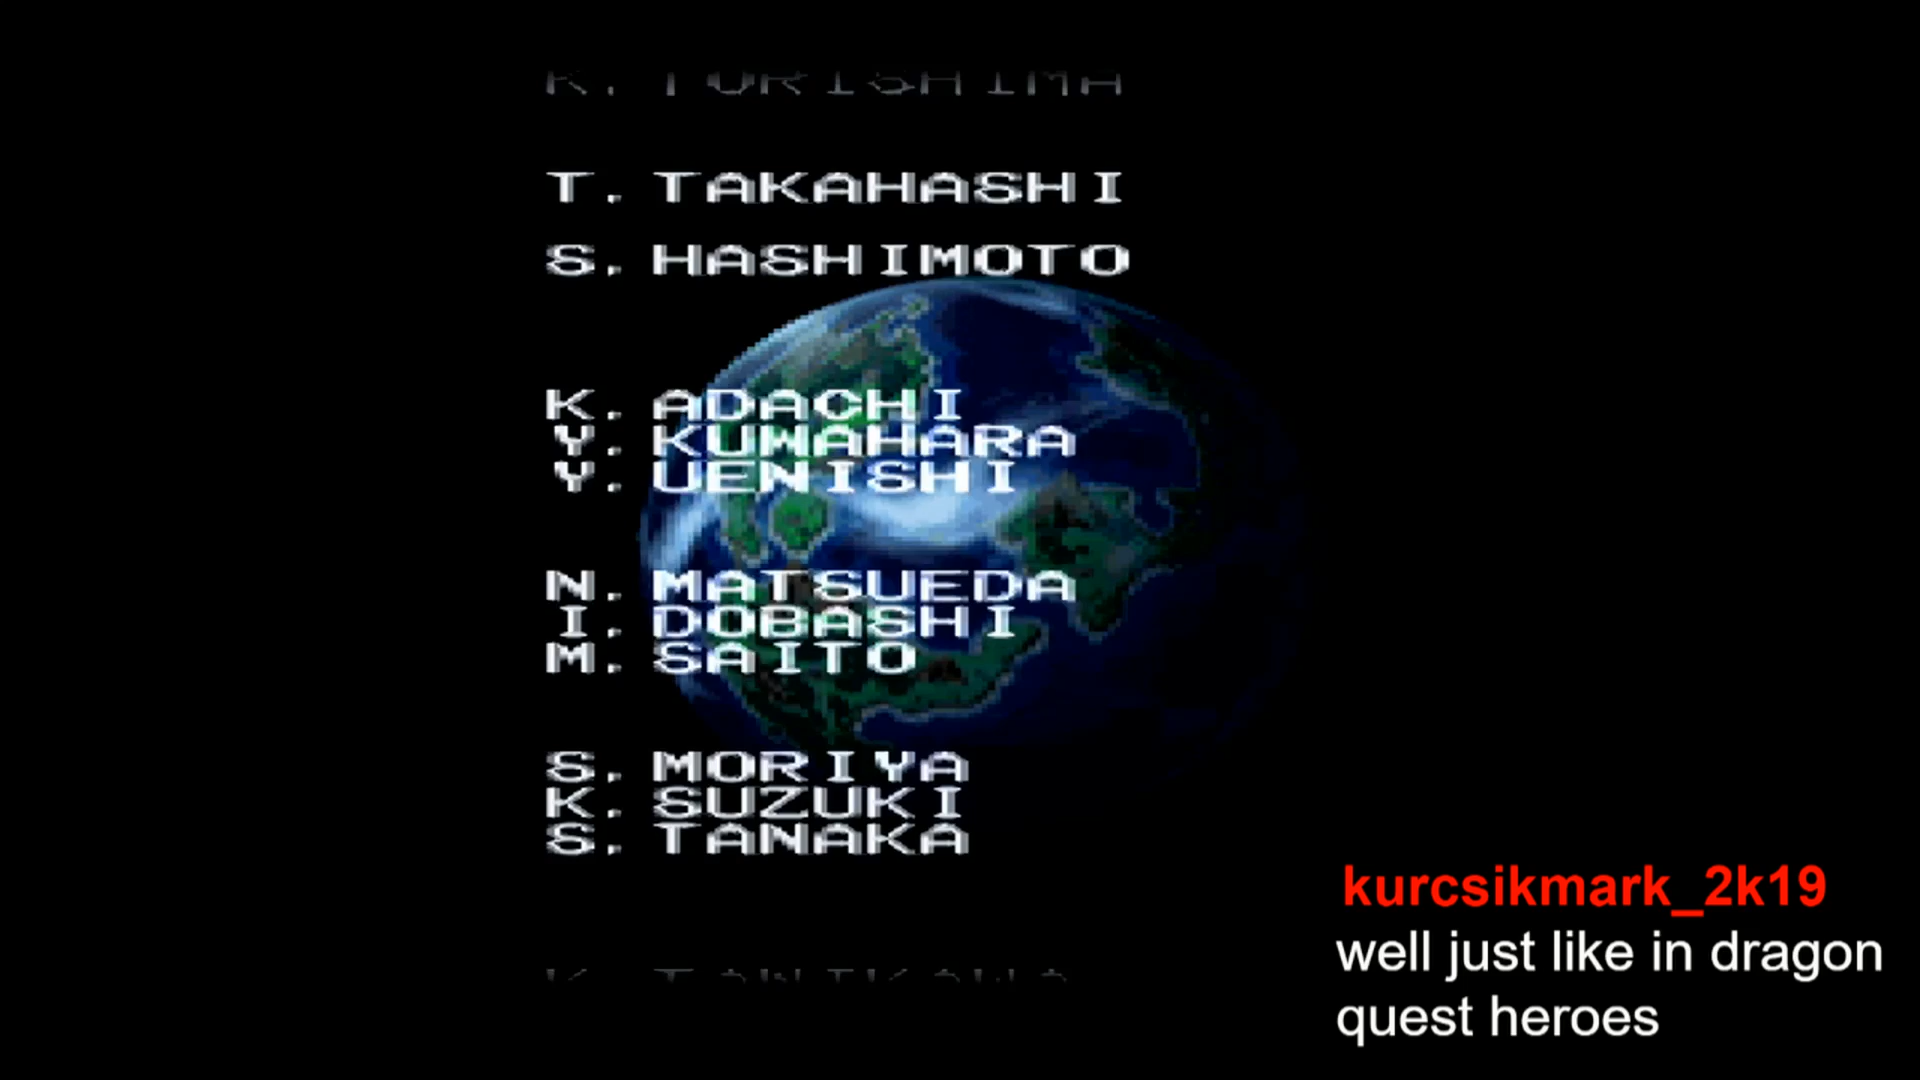 K. TORISHIMA
T. TAKAHASHI
S. HASHIMOTO
K. ADACHI
Y. KUWAHARA
Y. UENISHI
N. MATSUEDA
I. DOBASHI
M. SAITO
S. MORIYA
K. SUZUKI
S. TANAKA
kurcsikmark_2k19
well just like in dragon
quest heroes